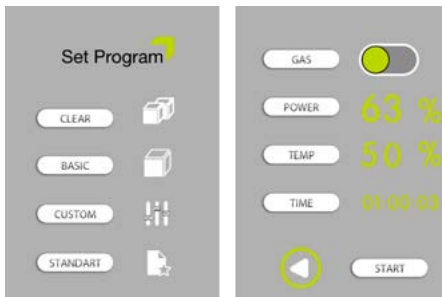 Set Program
CLEAR
BASIC
CUSTOM
STANDART
GAS
POWER 63 %
TEMP 50 %
TIME 01:00:03
START